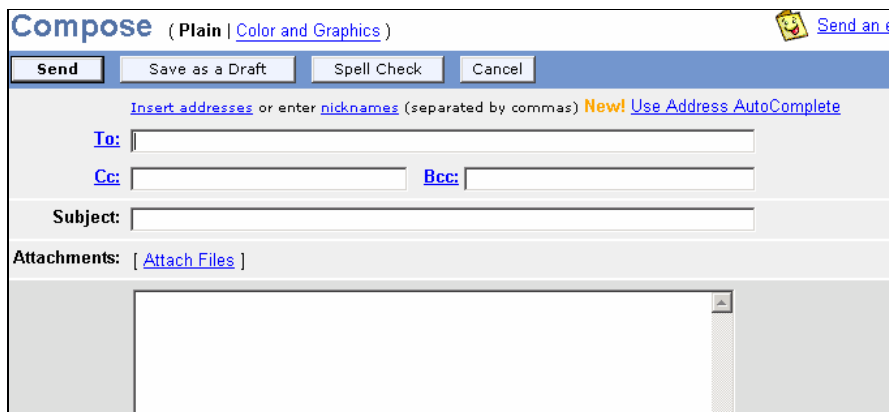 Compose ( Plain | Color and Graphics ) Send an e
Send Save as a Draft Spell Check Cancel
Insert addresses or enter nicknames (separated by commas) New! Use Address AutoComplete
To:
Cc: Bcc:
Subject:
Attachments: [ Attach Files ]